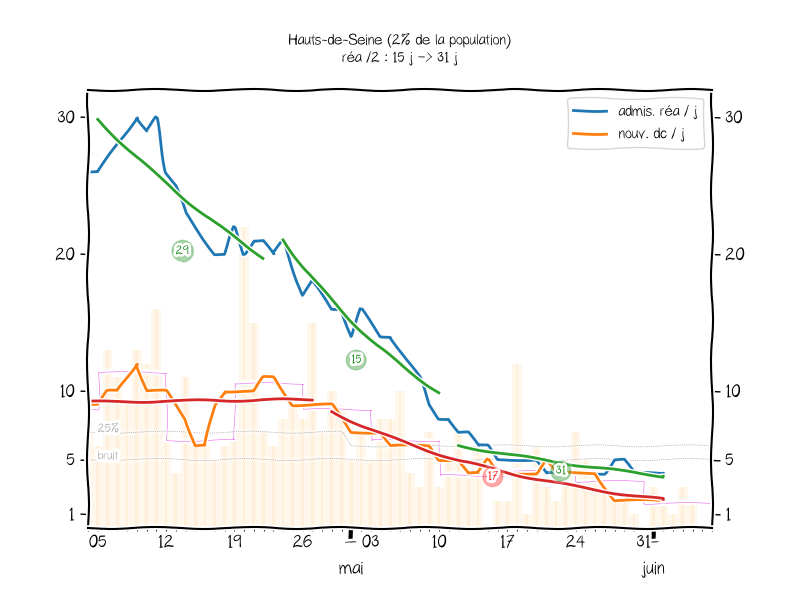 Hauts-de-Seine (2% de la population)
réa /2 : 15 j -> 31 j
admis. réa / j
nouv. dc / j
30
30
20
20
10
10
5
5
1
1
29
15
17
31
25%
bruit
05 12 19 26 03 10 17 24 31
mai juin